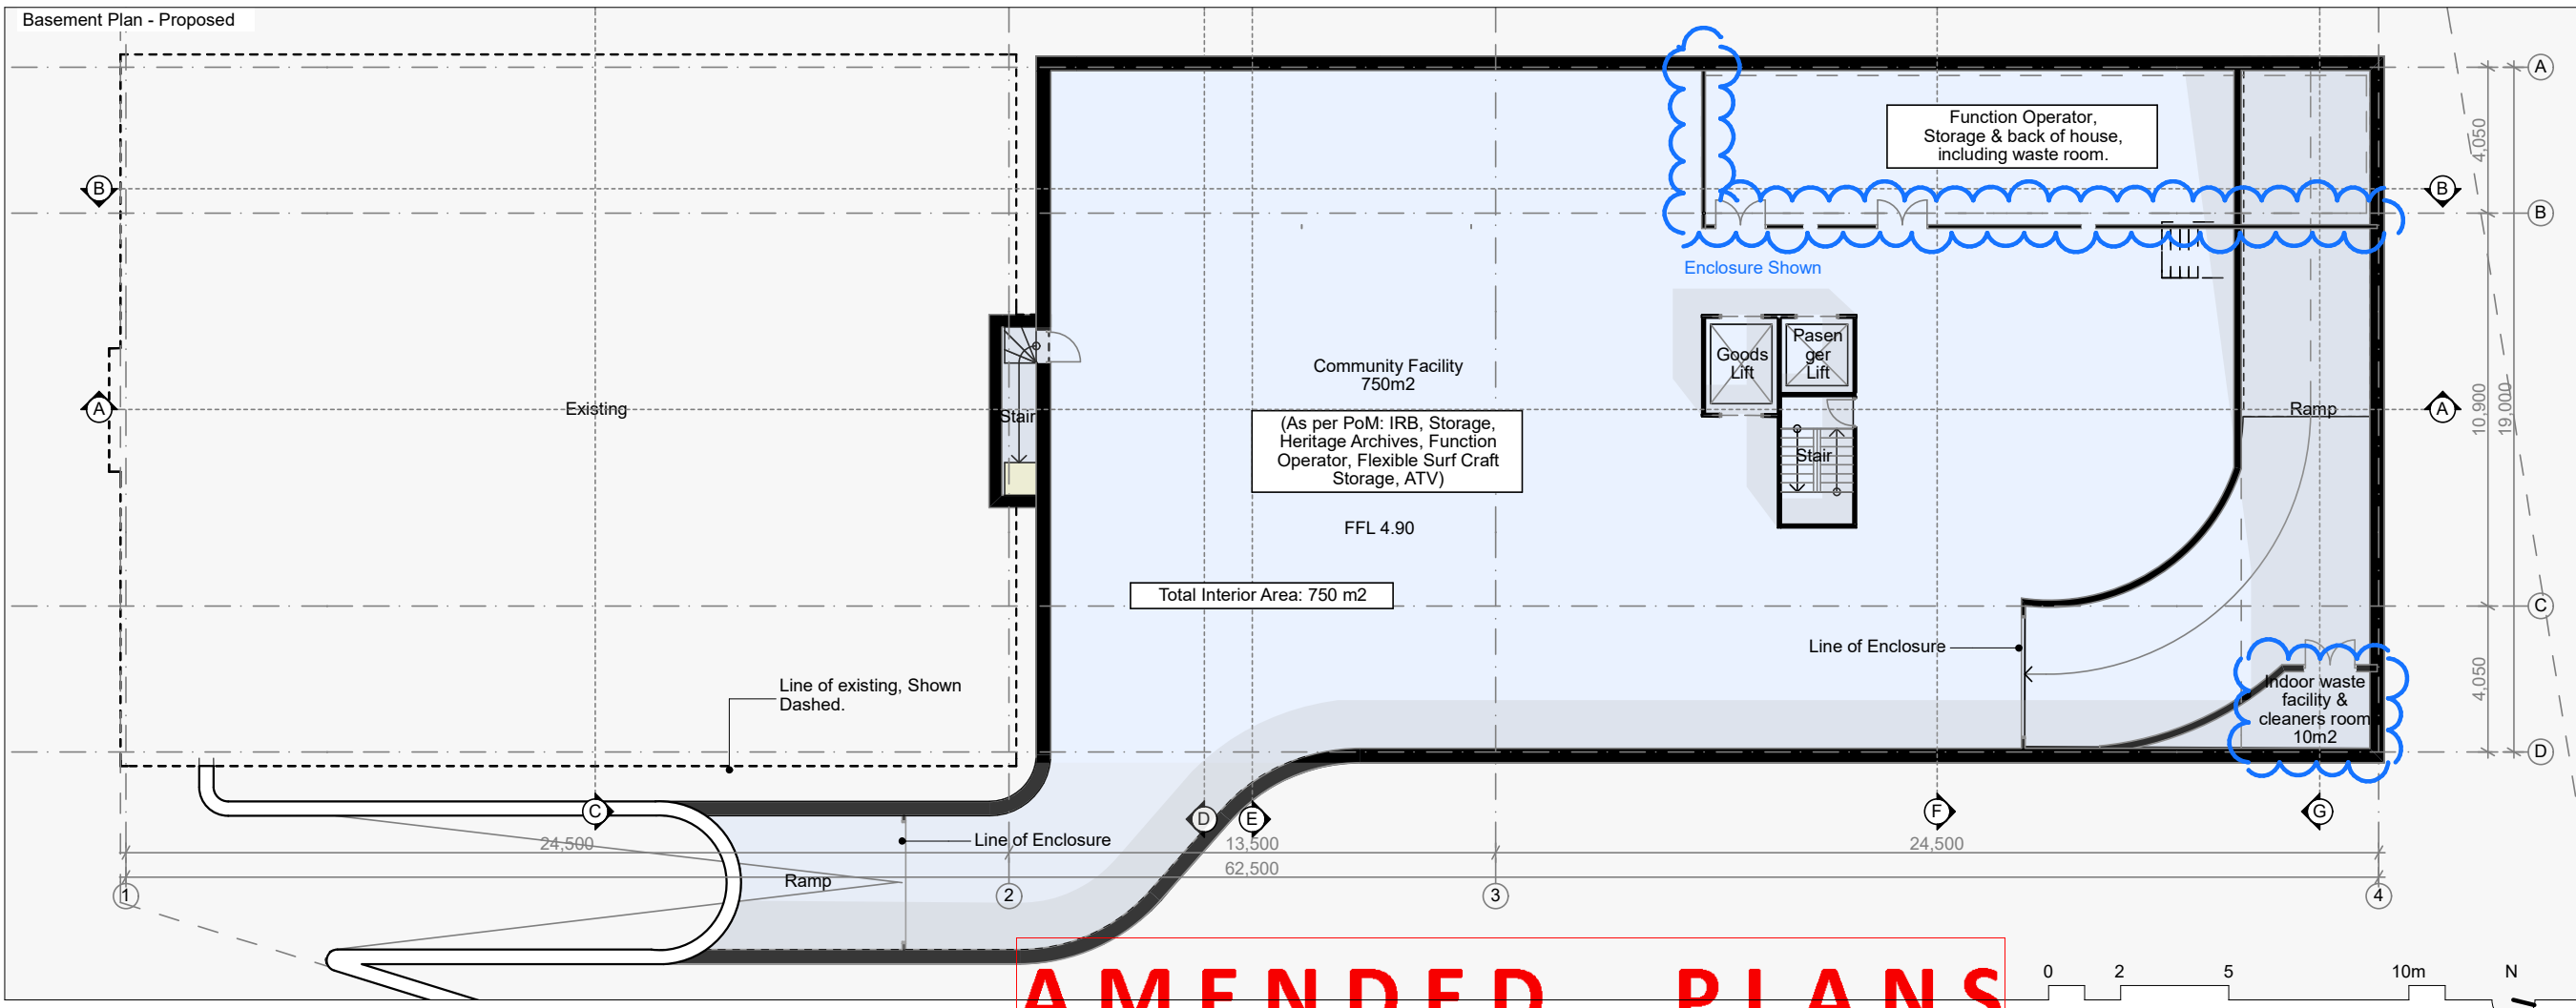 Basement Plan - Proposed
A
Function Operator,
Storage & back of house,
including waste room.
4,050
B
B
B
Enclosure Shown
Goods
Lift
Pasen
ger
Lift
Community Facility
750m2
A
Existing
Stair
(As per PoM: IRB, Storage,
Heritage Archives, Function
Operator, Flexible Surf Craft
Storage, ATV)
Stair
Ramp
A
10,900
19,000
FFL 4.90
Total Interior Area: 750 m2
C
Line of Enclosure
Line of existing, Shown
Dashed.
Indoor waste
facility &
cleaners room
10m2
4,050
D
C
D
E
F
G
Line of Enclosure
24,500
13,500
24,500
62,500
Ramp
1
2
3
4
AMENDED PLANS
0
2
5
10m
N